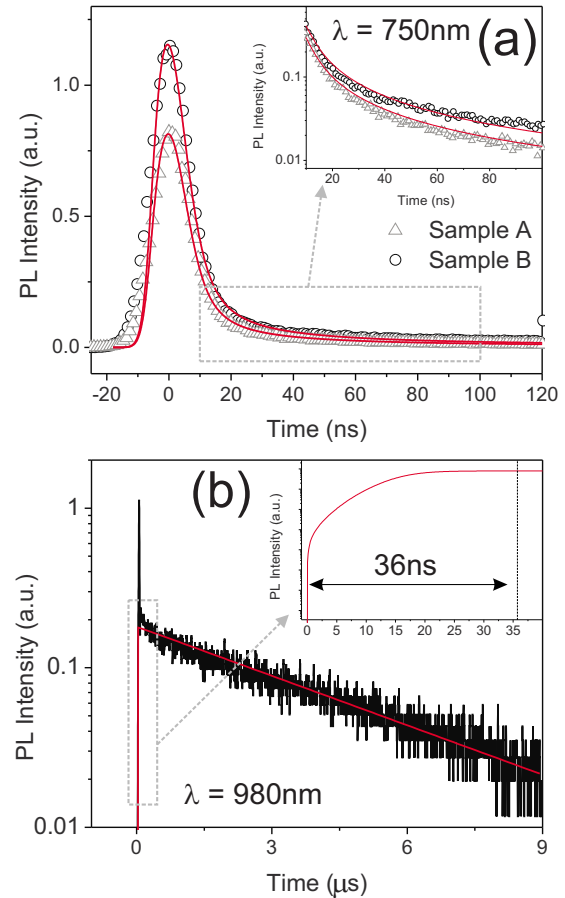 (a)
λ = 750nm
PL Intensity (a.u.)
0.1
0.01
20 40 60 80
Time (ns)
Sample A
Sample B
PL Intensity (a.u.)
1.0
0.5
0.0
-20 0 20 40 60 80 100 120
Time (ns)
(b)
PL Intensity (a.u.)
36ns
0 5 10 15 20 25 30 35
Time (ns)
PL Intensity (a.u.)
1
0.1
0.01
λ = 980nm
0 3 6 9
Time (μs)